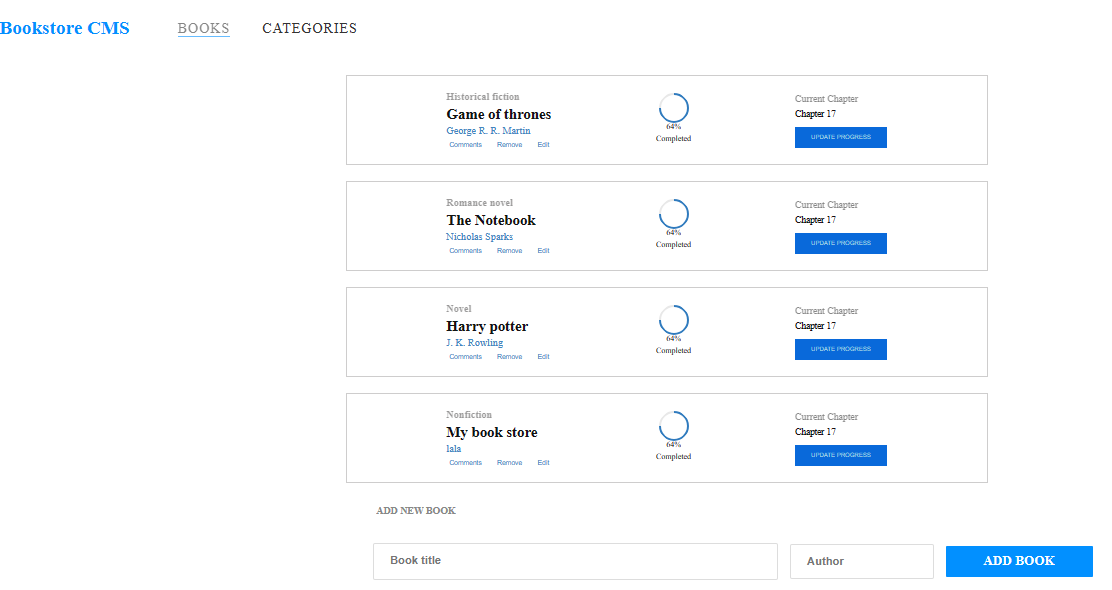 Bookstore CMS BOOKS CATEGORIES
Historical fiction
Game of thrones
George R. R. Martin
Comments Remove Edit
64%
Completed
Current Chapter
Chapter 17
UPDATE PROGRESS
Romance novel
The Notebook
Nicholas Sparks
Comments Remove Edit
64%
Completed
Current Chapter
Chapter 17
UPDATE PROGRESS
Novel
Harry potter
J. K. Rowling
Comments Remove Edit
64%
Completed
Current Chapter
Chapter 17
UPDATE PROGRESS
Nonfiction
My book store
lala
Comments Remove Edit
64%
Completed
Current Chapter
Chapter 17
UPDATE PROGRESS
ADD NEW BOOK
Book title Author ADD BOOK